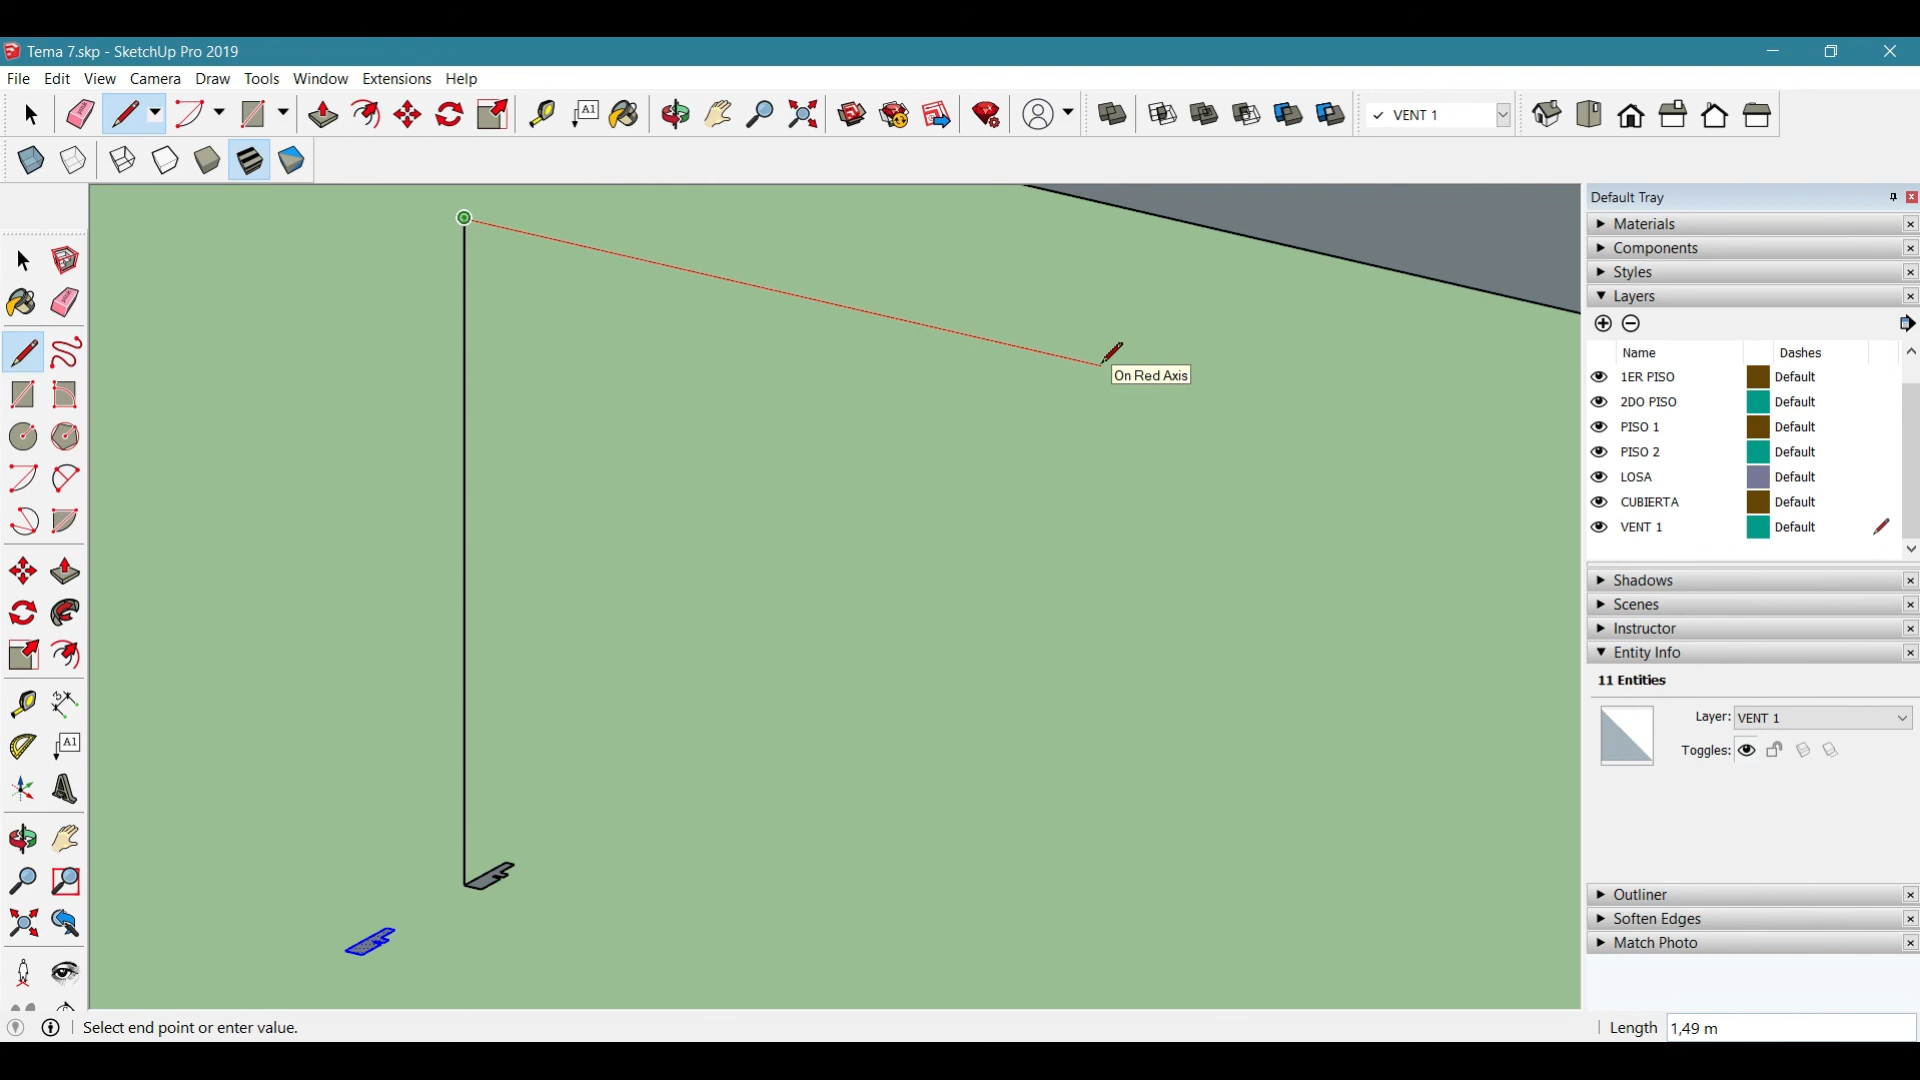 Tema 7.skp - SketchUp Pro 2019
File Edit View Camera Draw Tools Window Extensions Help
A1
VENT 1
Default Tray
Materials
Components
Styles
Layers
Name Dashes
1ER PISO Default
2DO PISO Default
PISO 1 Default
PISO 2 Default
LOSA Default
CUBIERTA Default
VENT 1 Default
On Red Axis
Shadows
Scenes
Instructor
Entity Info
11 Entities
Layer: VENT 1
Toggles:
A1
Outliner
Soften Edges
Match Photo
Select end point or enter value.
Length 1,49 m